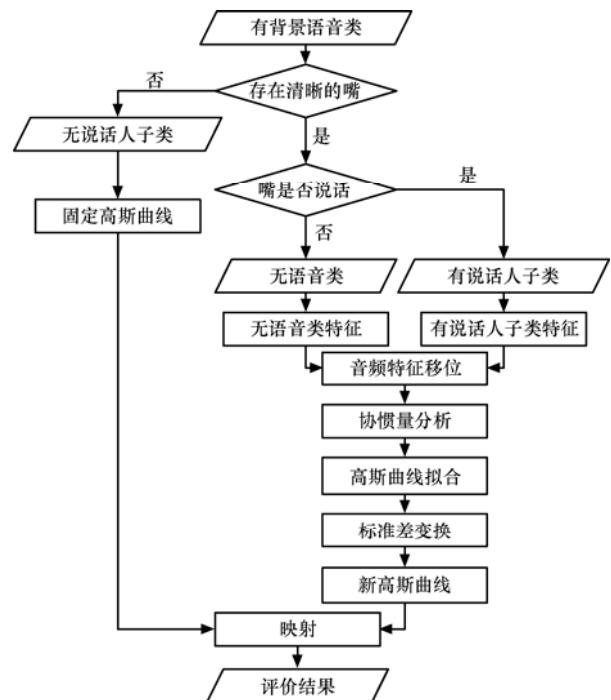 有背景语音类
存在清晰的嘴
否
是
无说话人子类
固定高斯曲线
嘴是否说话
是
否
无语音类
有说话人子类
无语音类特征
有说话人子类特征
音频特征移位
协惯量分析
高斯曲线拟合
标准差变换
新高斯曲线
映射
评价结果